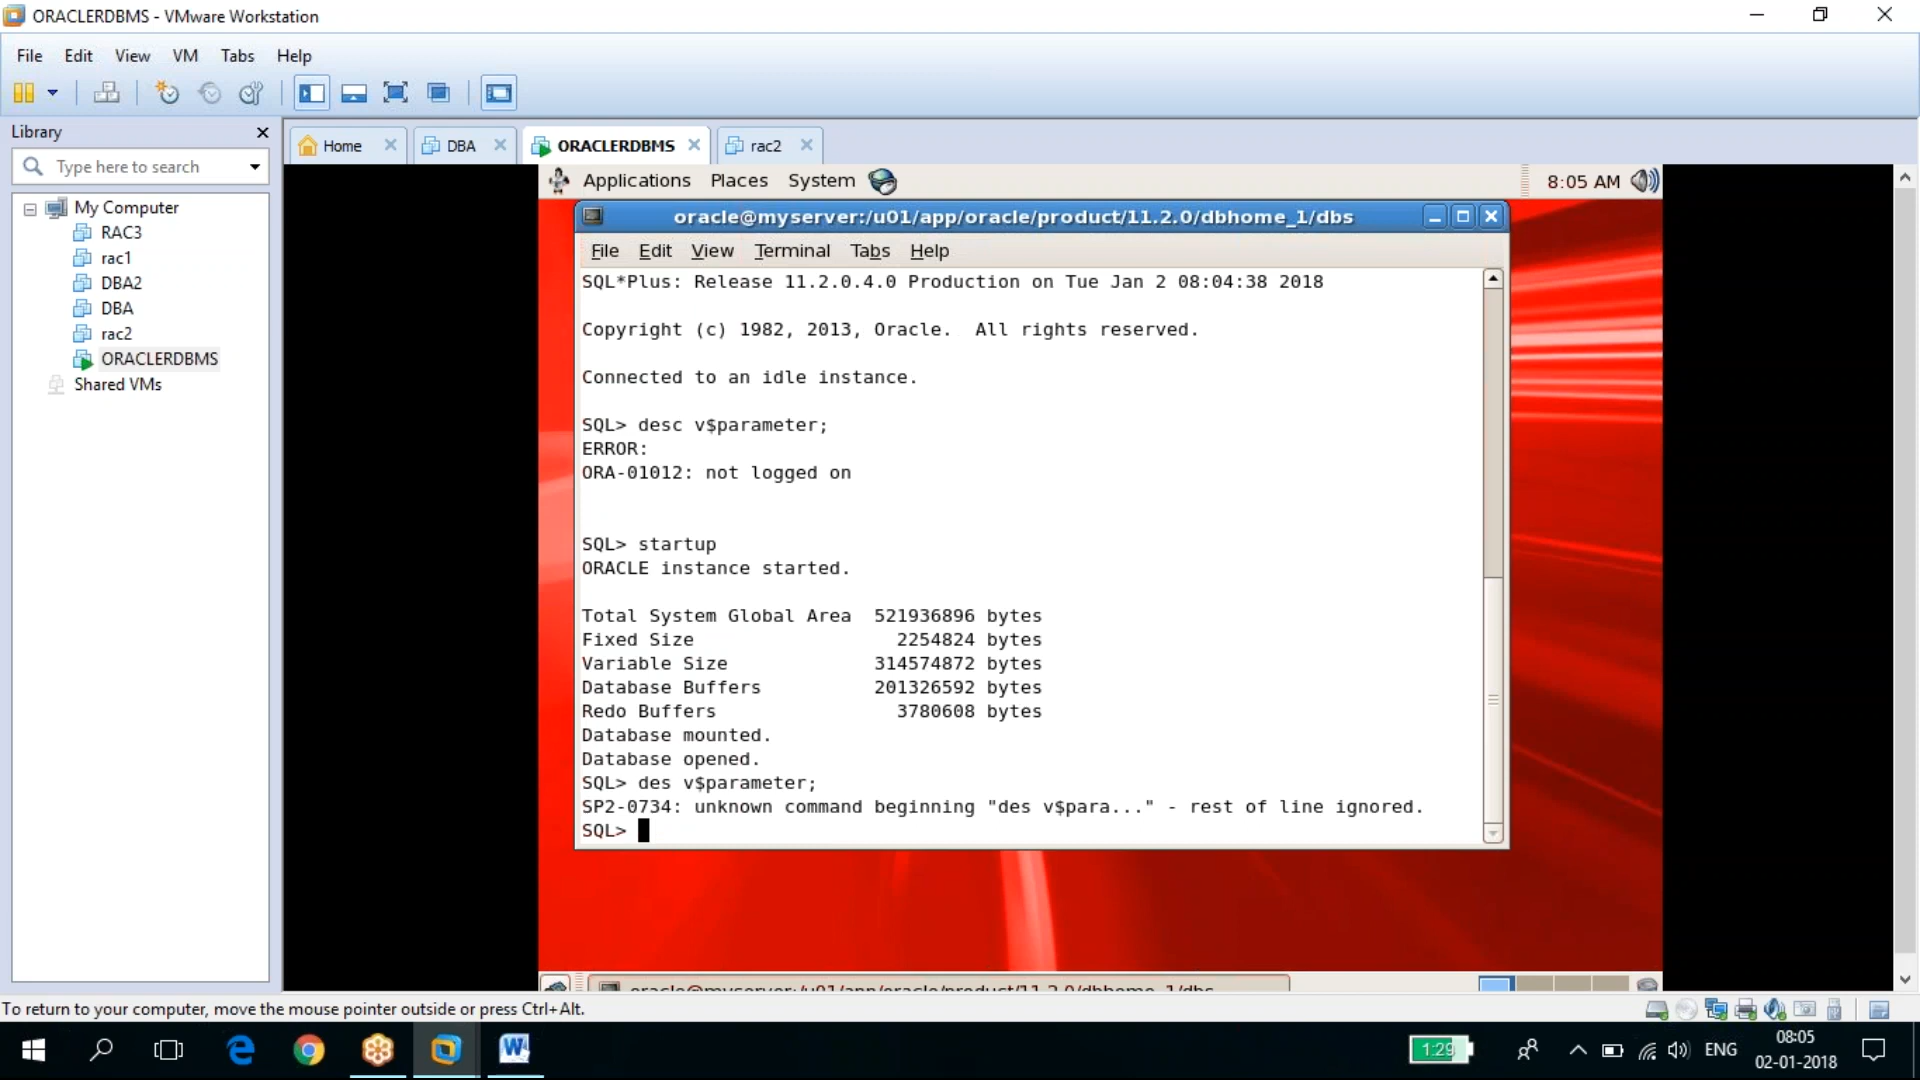 ORACLERDBMS - VMware Workstation
File Edit View VM Tabs Help
Library
Home DBA ORACLERDBMS rac2
Type here to search
My Computer
RAC3
rac1
DBA2
DBA
rac2
ORACLERDBMS
Shared VMs
Applications Places System 8:05 AM
oracle@myserver:/u01/app/oracle/product/11.2.0/dbhome_1/dbs
File Edit View Terminal Tabs Help
SQL*Plus: Release 11.2.0.4.0 Production on Tue Jan 2 08:04:38 2018
Copyright (c) 1982, 2013, Oracle.  All rights reserved.
Connected to an idle instance.
SQL> desc v$parameter;
ERROR:
ORA-01012: not logged on
SQL> startup
ORACLE instance started.
Total System Global Area  521936896 bytes
Fixed Size                  2254824 bytes
Variable Size             314574872 bytes
Database Buffers          201326592 bytes
Redo Buffers                3780608 bytes
Database mounted.
Database opened.
SQL> des v$parameter;
SP2-0734: unknown command beginning "des v$para..." - rest of line ignored.
SQL>
oracle@myserver:/u01/app/oracle/product/11.2.0/dbhome_1/dbs
To return to your computer, move the mouse pointer outside or press Ctrl+Alt.
1:29
ENG
08:05
02-01-2018